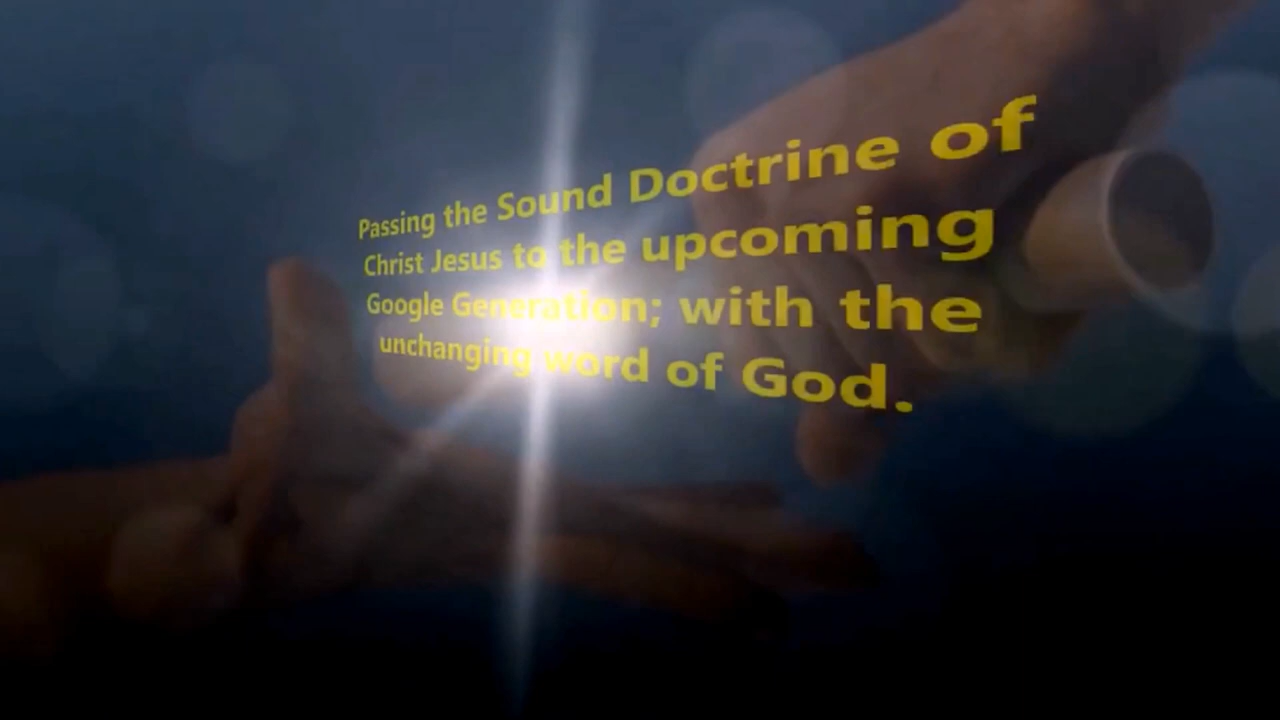 Passing the Sound Doctrine of
Christ Jesus to the upcoming
Google Generation; with the
unchanging word of God.